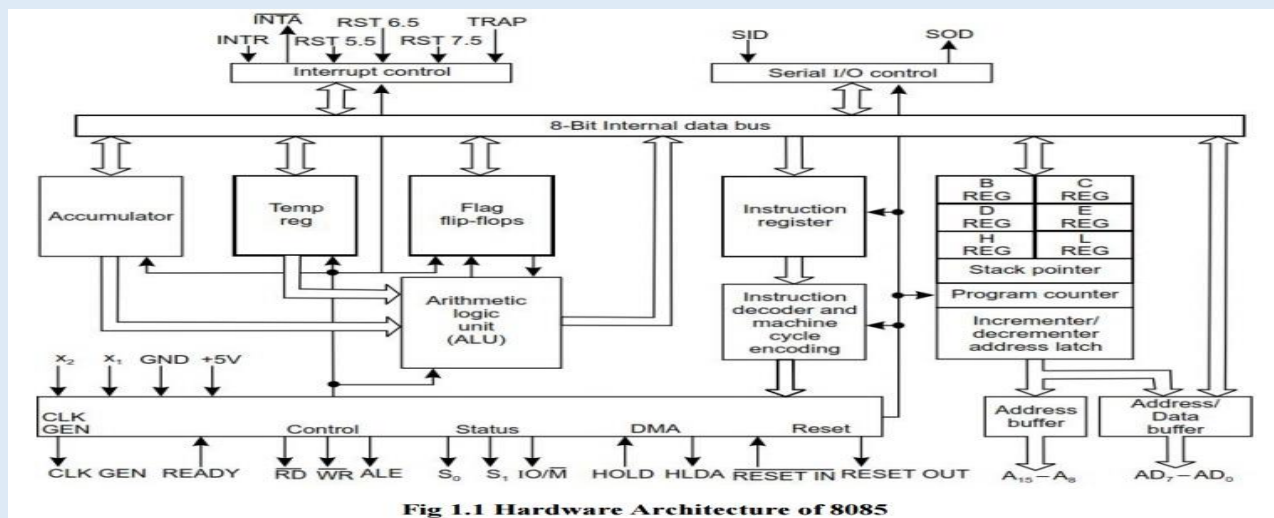 INTA RST 6.5 TRAP
INTR RST 5.5 RST 7.5
SID SOD
Interrupt control
Serial I/O control
8-Bit Internal data bus
Accumulator
Temp
reg
Flag
flip-flops
Instruction
register
B
REG
C
REG
D
REG
E
REG
H
REG
L
REG
Stack pointer
Program counter
Incrementer/
decrementer
address latch
Arithmetic
logic
unit
(ALU)
Instruction
decoder and
machine
cycle
encoding
X₂ X₁ GND +5V
CLK
GEN
Control Status DMA Reset
Address
buffer
Address/
Data
buffer
CLK GEN READY RD WR ALE S₀ S₁ IO/M HOLD HLDA RESET IN RESET OUT A₁₅–A₈ AD₇–AD₀
Fig 1.1 Hardware Architecture of 8085